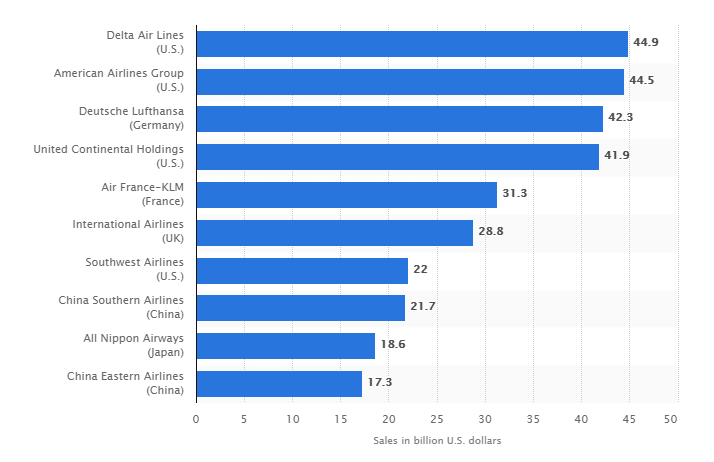 Delta Air Lines
(U.S.)
44.9
American Airlines Group
(U.S.)
44.5
Deutsche Lufthansa
(Germany)
42.3
United Continental Holdings
(U.S.)
41.9
Air France-KLM
(France)
31.3
International Airlines
(UK)
28.8
Southwest Airlines
(U.S.)
22
China Southern Airlines
(China)
21.7
All Nippon Airways
(Japan)
18.6
China Eastern Airlines
(China)
17.3
0 5 10 15 20 25 30 35 40 45 50
Sales in billion U.S. dollars